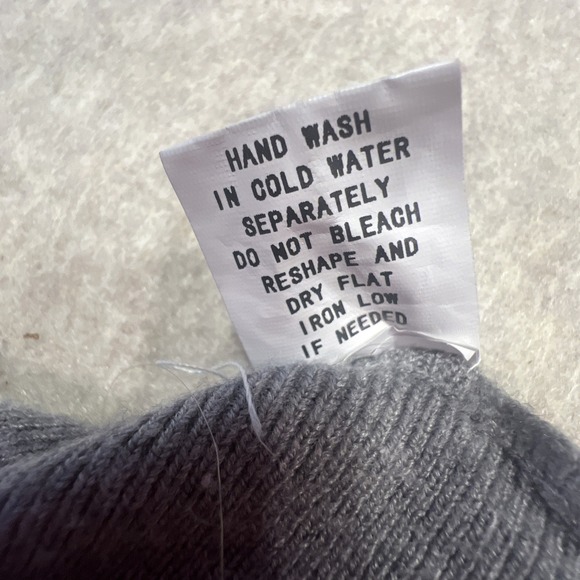 HAND WASH
IN COLD WATER
SEPARATELY
DO NOT BLEACH
RESHAPE AND
DRY FLAT
IRON LOW
IF NEEDED